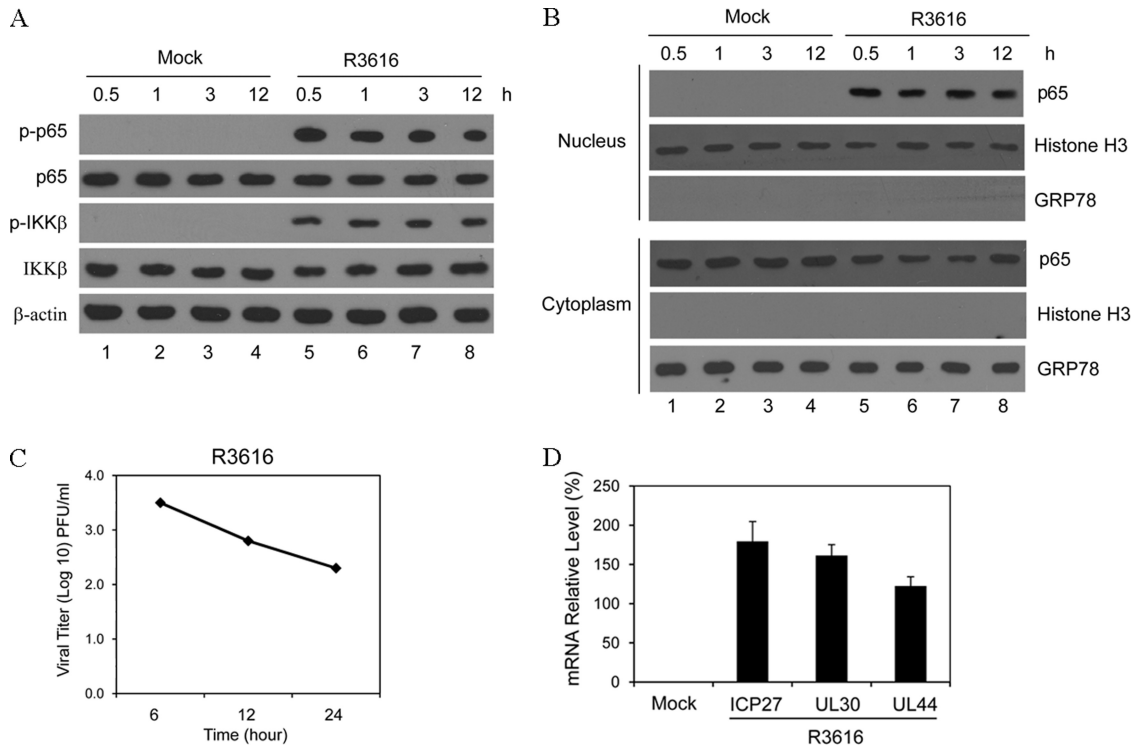 A
Mock R3616
0.5 1 3 12 0.5 1 3 12 h
p-p65
p65
p-IKKβ
IKKβ
β-actin
1 2 3 4 5 6 7 8
B
Mock R3616
0.5 1 3 12 0.5 1 3 12 h
Nucleus
p65
Histone H3
GRP78
Cytoplasm
p65
Histone H3
GRP78
1 2 3 4 5 6 7 8
C
R3616
Viral Titer (Log 10) PFU/ml
4.0
3.0
2.0
1.0
0.0
6 12 24
Time (hour)
D
mRNA Relative Level (%)
250
200
150
100
50
0
Mock ICP27 UL30 UL44
R3616